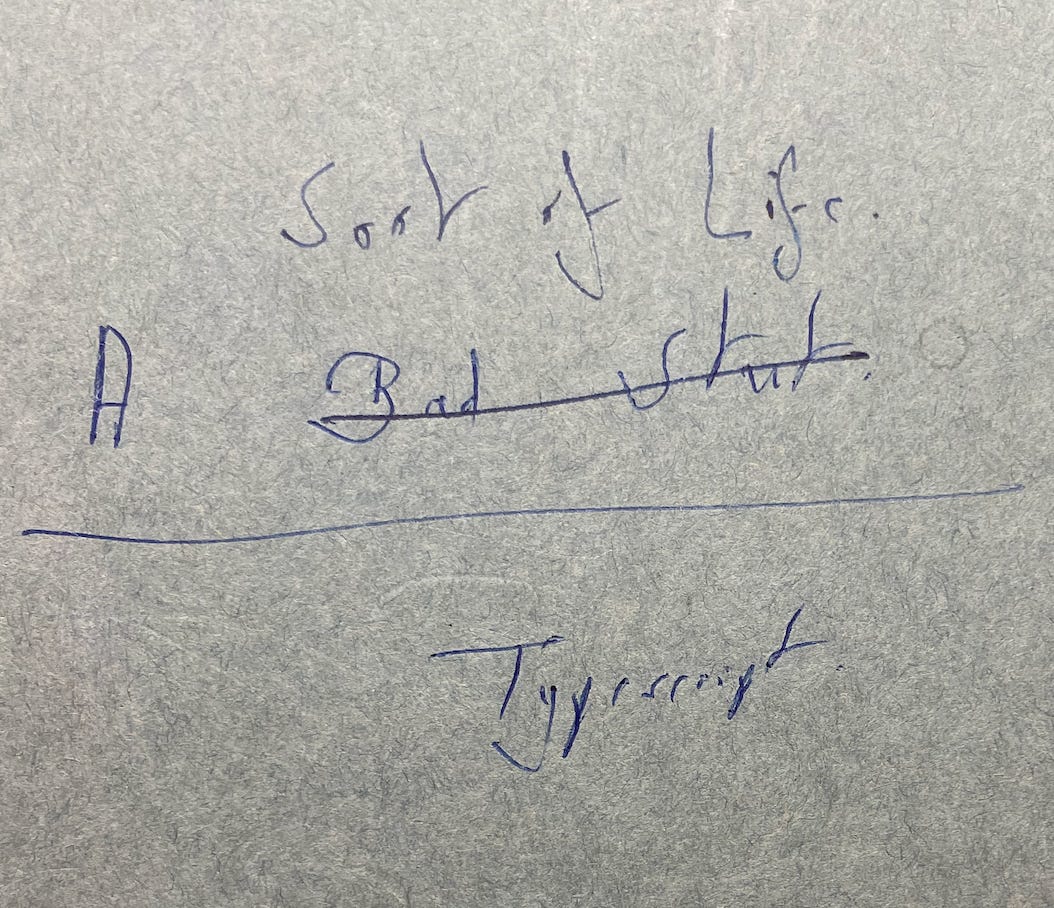 Sort of Life.
A Bad Start.
Typescript.